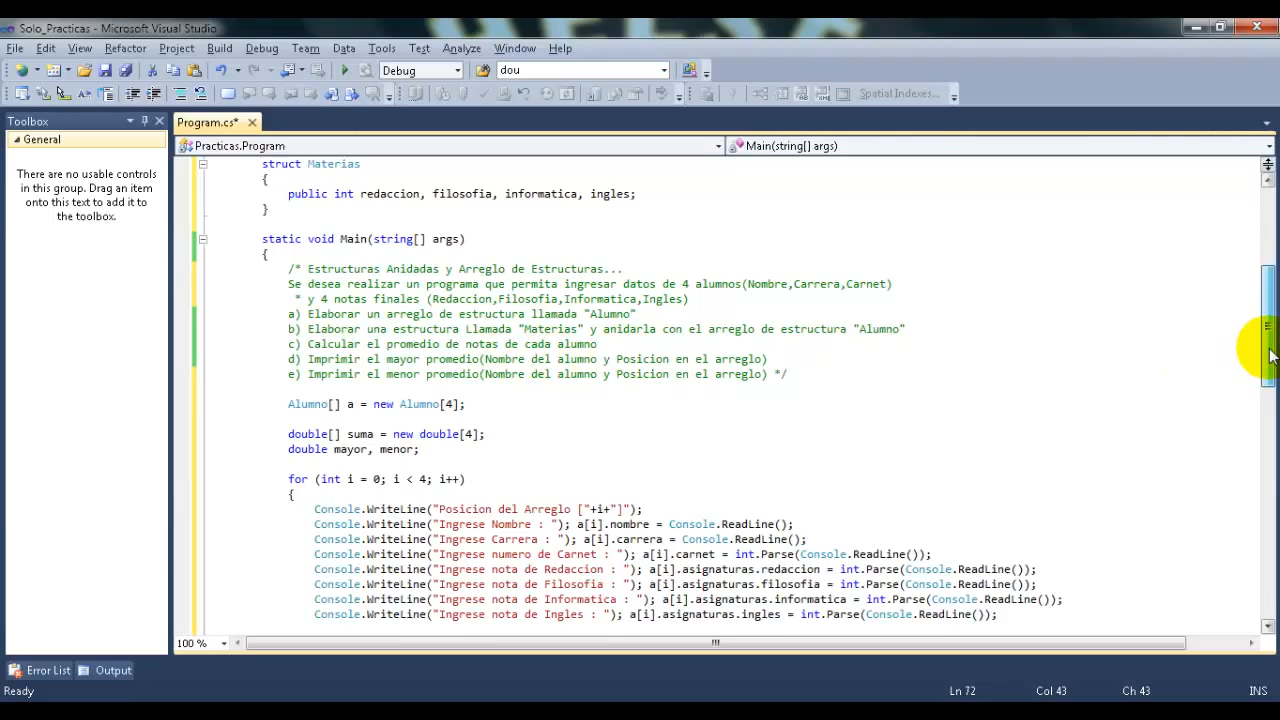 Solo_Practicas - Microsoft Visual Studio
File Edit View Refactor Project Build Debug Team Data Tools Test Analyze Window Help
Debug dou
Spatial Indexes...
Toolbox
Program.cs*
General
Practicas.Program
Main(string[] args)
There are no usable controls
in this group. Drag an item
onto this text to add it to
the toolbox.
struct Materias
{
public int redaccion, filosofia, informatica, ingles;
}
static void Main(string[] args)
{
/* Estructuras Anidadas y Arreglo de Estructuras...
Se desea realizar un programa que permita ingresar datos de 4 alumnos(Nombre,Carrera,Carnet)
* y 4 notas finales (Redaccion,Filosofia,Informatica,Ingles)
a) Elaborar un arreglo de estructura llamada "Alumno"
b) Elaborar una estructura Llamada "Materias" y anidarla con el arreglo de estructura "Alumno"
c) Calcular el promedio de notas de cada alumno
d) Imprimir el mayor promedio(Nombre del alumno y Posicion en el arreglo)
e) Imprimir el menor promedio(Nombre del alumno y Posicion en el arreglo) */
Alumno[] a = new Alumno[4];
double[] suma = new double[4];
double mayor, menor;
for (int i = 0; i < 4; i++)
{
Console.WriteLine("Posicion del Arreglo ["+i+"]");
Console.WriteLine("Ingrese Nombre : "); a[i].nombre = Console.ReadLine();
Console.WriteLine("Ingrese Carrera : "); a[i].carrera = Console.ReadLine();
Console.WriteLine("Ingrese numero de Carnet : "); a[i].carnet = int.Parse(Console.ReadLine());
Console.WriteLine("Ingrese nota de Redaccion : "); a[i].asignaturas.redaccion = int.Parse(Console.ReadLine());
Console.WriteLine("Ingrese nota de Filosofia : "); a[i].asignaturas.filosofia = int.Parse(Console.ReadLine());
Console.WriteLine("Ingrese nota de Informatica : "); a[i].asignaturas.informatica = int.Parse(Console.ReadLine());
Console.WriteLine("Ingrese nota de Ingles : "); a[i].asignaturas.ingles = int.Parse(Console.ReadLine());
100 %
Error List Output
Ready Ln 72 Col 43 Ch 43 INS